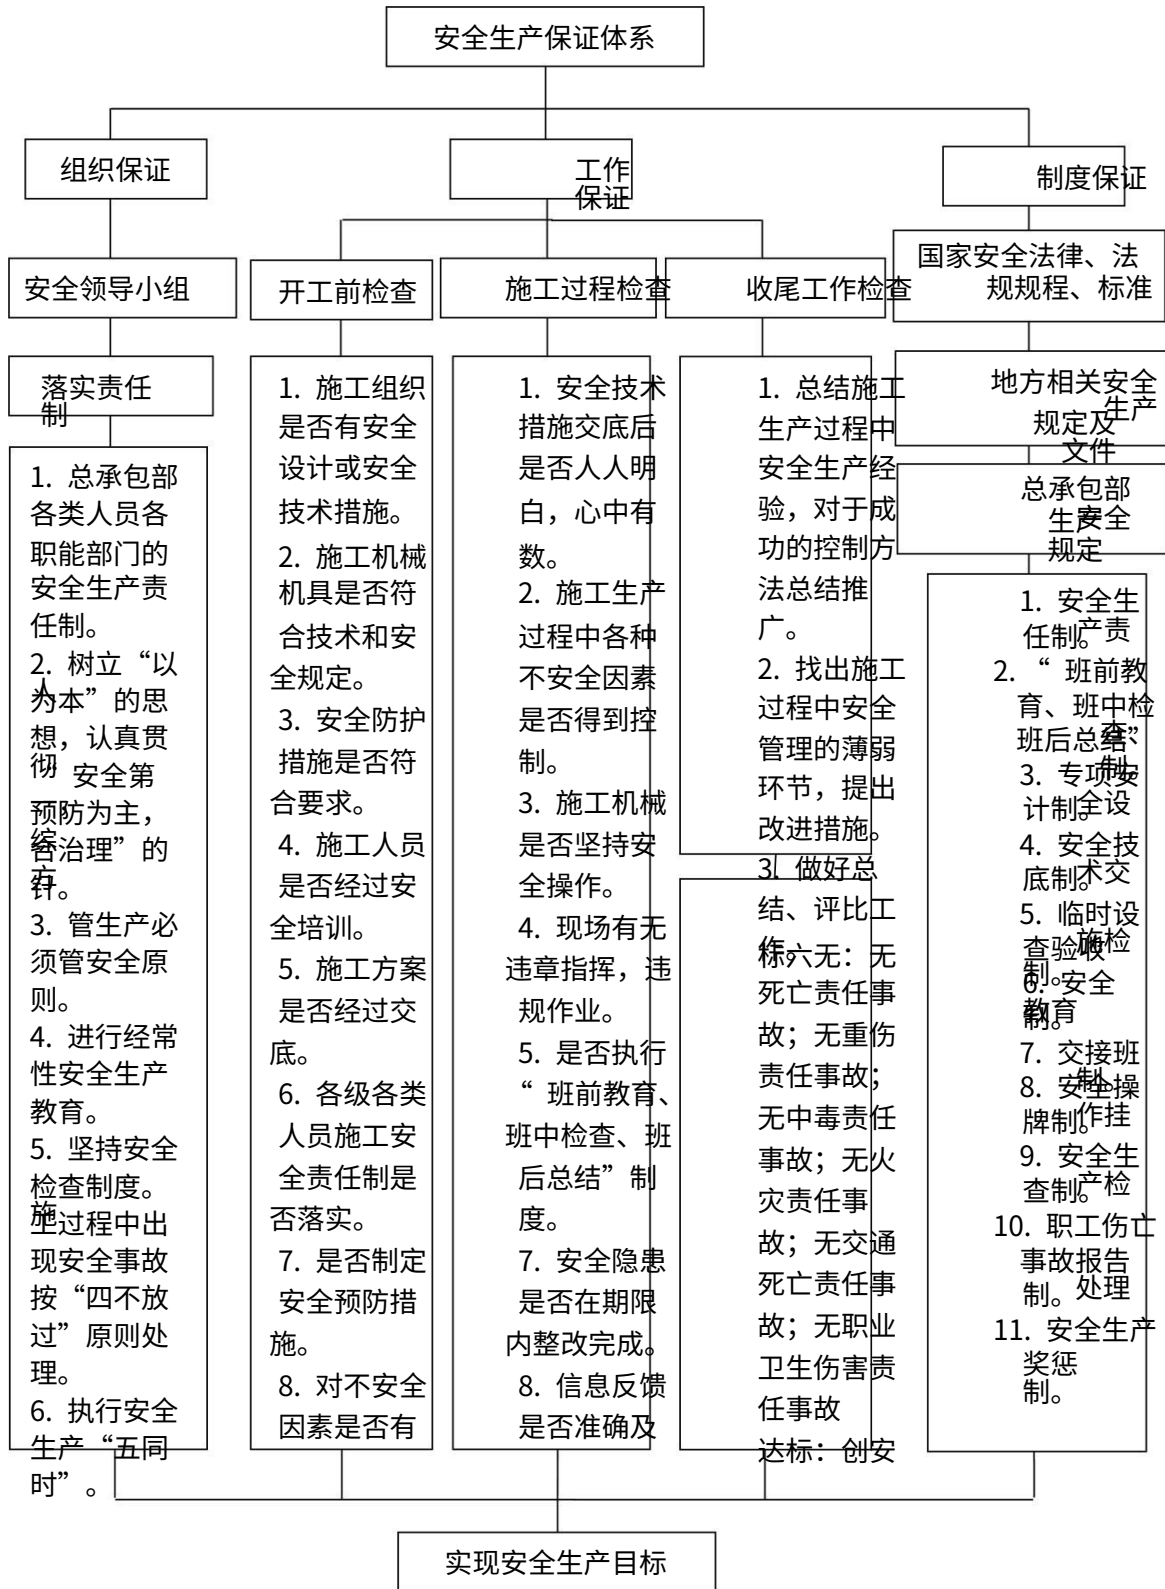 安全生产保证体系
组织保证
工作
保证
制度保证
安全领导小组
开工前检查
施工过程检查
收尾工作检查
国家安全法律、法
规规程、标准
落实责任
制
地方相关安全
生产
规定及
文件
总承包部
安全
生产
规定
1. 总承包部
各类人员各
职能部门的
安全生产责
任制。
2. 树立“以
人
为本”的思
想，认真贯
彻
“安全第
预防为主，
综
合治理”的
方
针。
3. 管生产必
须管安全原
则。
4. 进行经常
性安全生产
教育。
5. 坚持安全
检查制度。
施
工过程中出
现安全事故
按“四不放
过”原则处
理。
6. 执行安全
生产“五同
时”。
1. 施工组织
是否有安全
设计或安全
技术措施。
2. 施工机械
机具是否符
合技术和安
全规定。
3. 安全防护
措施是否符
合要求。
4. 施工人员
是否经过安
全培训。
5. 施工方案
是否经过交
底。
6. 各级各类
人员施工安
全责任制是
否落实。
7. 是否制定
安全预防措
施。
8. 对不安全
因素是否有
1. 安全技术
措施交底后
是否人人明
白，心中有
数。
2. 施工生产
过程中各种
不安全因素
是否得到控
制。
3. 施工机械
是否坚持安
全操作。
4. 现场有无
违章指挥，违
规作业。
5. 是否执行
“班前教育、
班中检查、班
后总结”制
度。
7. 安全隐患
是否在期限
内整改完成。
8. 信息反馈
是否准确及
1. 总结施工
生产过程中
安全生产经
验，对于成
功的控制方
法总结推
广。
2. 找出施工
过程中安全
管理的薄弱
环节，提出
改进措施。
3. 做好总
结、评比工
作。
标六无：无
死亡责任事
故；无重伤
责任事故；
无中毒责任
事故；无火
灾责任事
故；无交通
死亡责任事
故；无职业
卫生伤害责
任事故
达标：创安
1. 安全生
产责
任制。
2. “班前教
育、班中检
查、
班后总结”
制。
3. 专项安
全设
计制。
4. 安全技
术交
底制。
5. 临时设
施检
查验收
制。
6. 安全
教育
制。
7. 交接班
制。
8. 安全操
作挂
牌制。
9. 安全生
产检
查制。
10. 职工伤亡
事故报告
处理
制。
11. 安全生产
奖惩
制。
实现安全生产目标